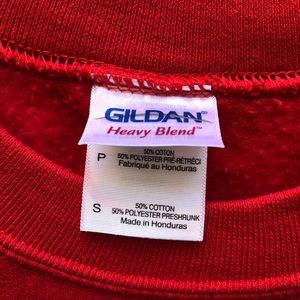 GILDAN®
Heavy Blend™
P
50% COTTON
50% POLYESTER PRÉ-RÉTRÉCI
Fabriqué au Honduras
S
50% COTTON
50% POLYESTER PRESHRUNK
Made in Honduras